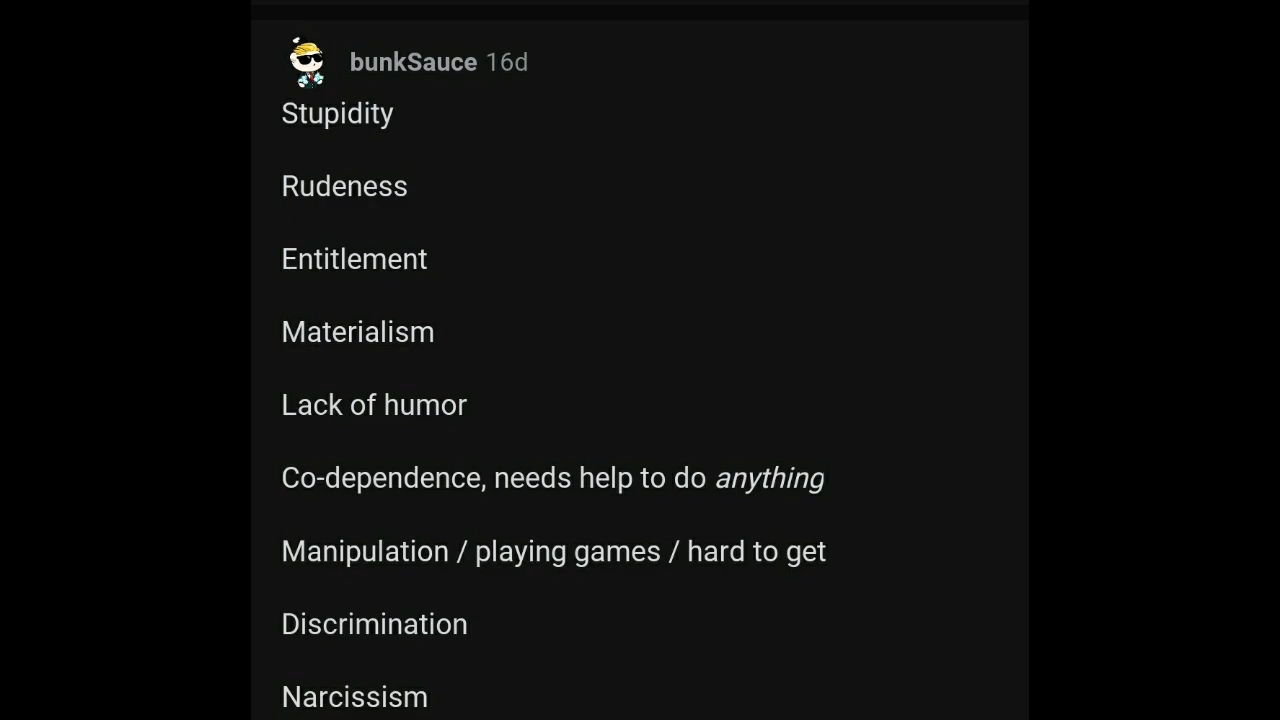 bunkSauce 16d
Stupidity
Rudeness
Entitlement
Materialism
Lack of humor
Co-dependence, needs help to do anything
Manipulation / playing games / hard to get
Discrimination
Narcissism